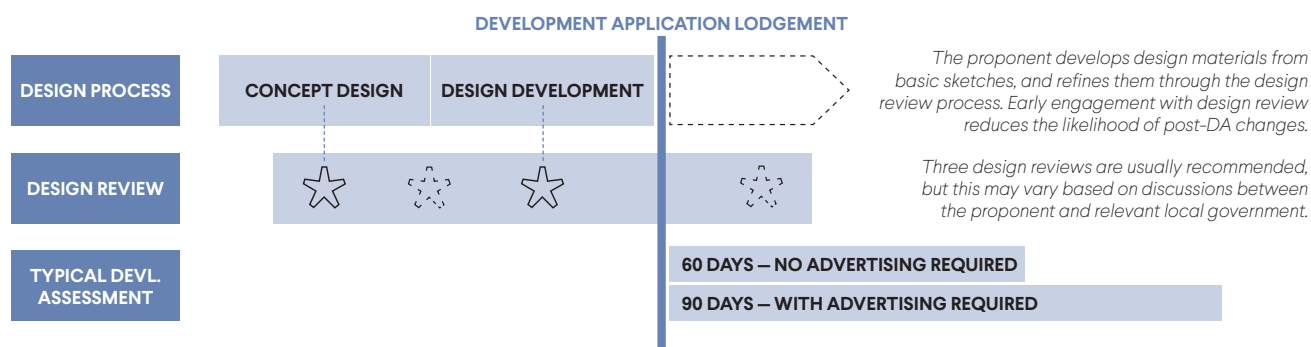 DEVELOPMENT APPLICATION LODGEMENT
DESIGN PROCESS
CONCEPT DESIGN
DESIGN DEVELOPMENT
The proponent develops design materials from
basic sketches, and refines them through the design
review process. Early engagement with design review
reduces the likelihood of post-DA changes.
DESIGN REVIEW
Three design reviews are usually recommended,
but this may vary based on discussions between
the proponent and relevant local government.
TYPICAL DEVL.
ASSESSMENT
60 DAYS — NO ADVERTISING REQUIRED
90 DAYS — WITH ADVERTISING REQUIRED